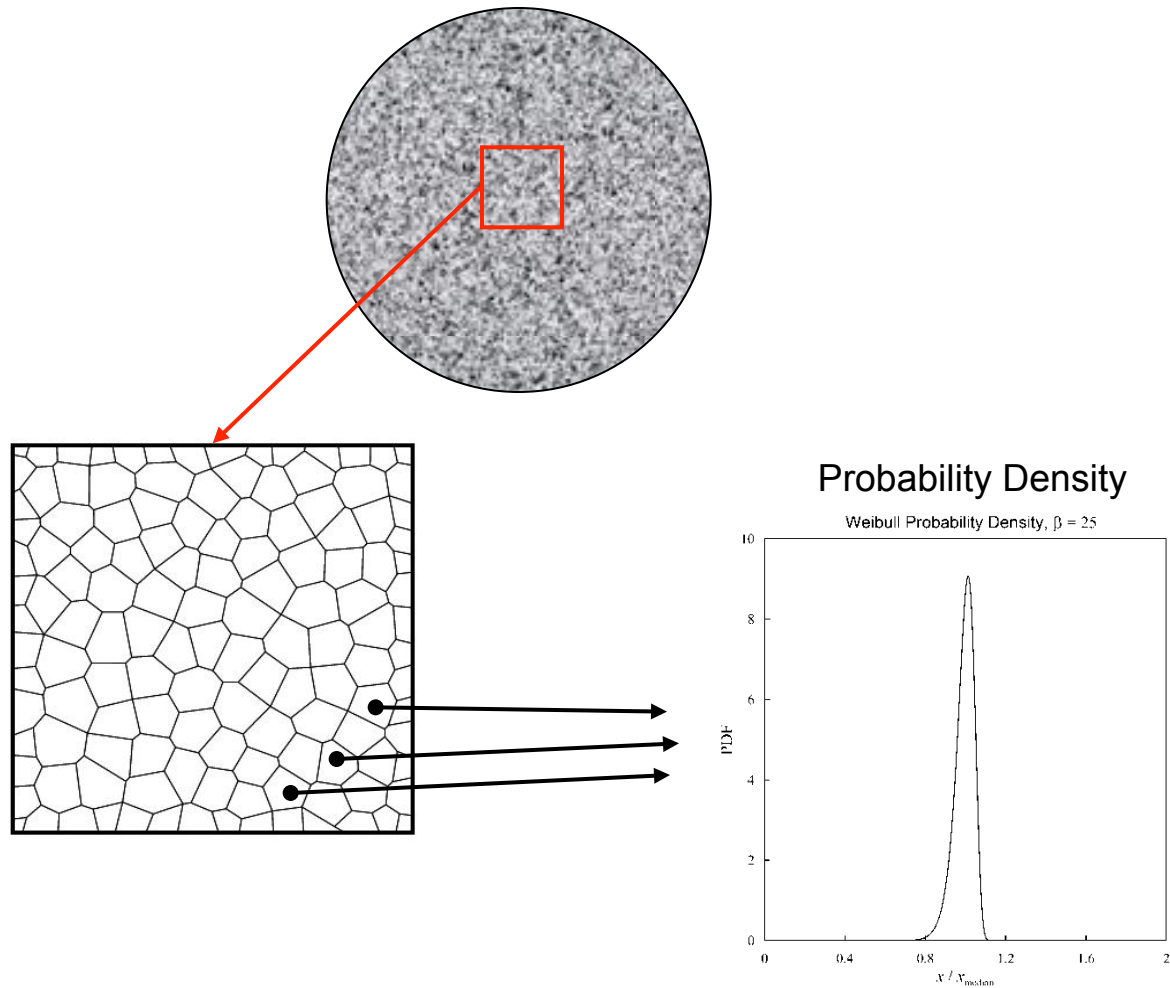 Probability Density
Weibull Probability Density, β = 25
10
8
6
4
2
0
PDF
0 0.4 0.8 1.2 1.6 2
x / xmedian